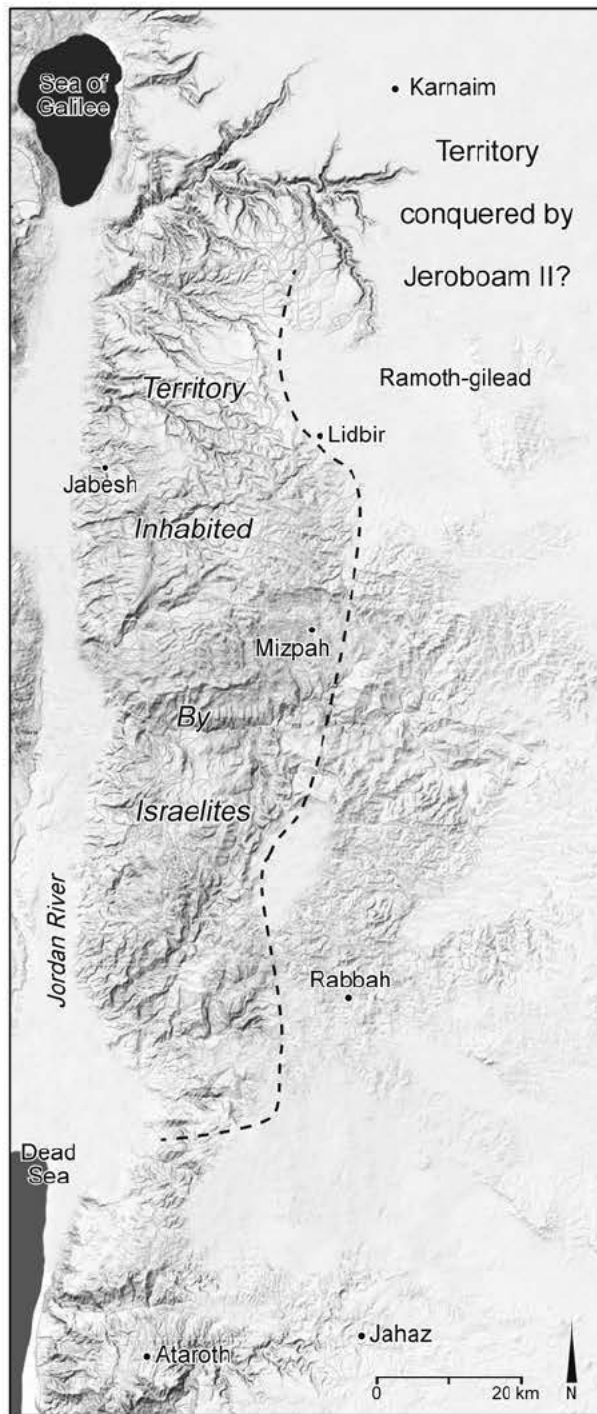 Sea of
Galilee
Karnaim
Territory
conquered by
Jeroboam II?
Ramoth-gilead
Territory
Lidbir
Jabesh
Inhabited
Mizpah
By
Israelites
Jordan River
Rabbah
Dead
Sea
Jahaz
Ataroth
0 20 km
N